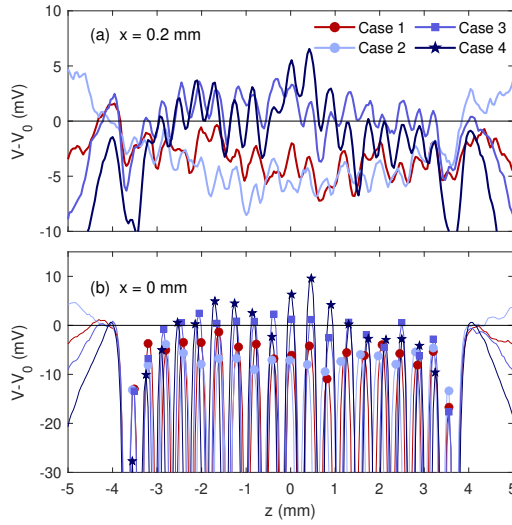 (a) x = 0.2 mm
Case 1
Case 3
Case 2
Case 4
10
5
0
-5
-10
V-V0 (mV)
(b) x = 0 mm
10
0
-10
-20
-30
V-V0 (mV)
-5 -4 -3 -2 -1 0 1 2 3 4 5
z (mm)